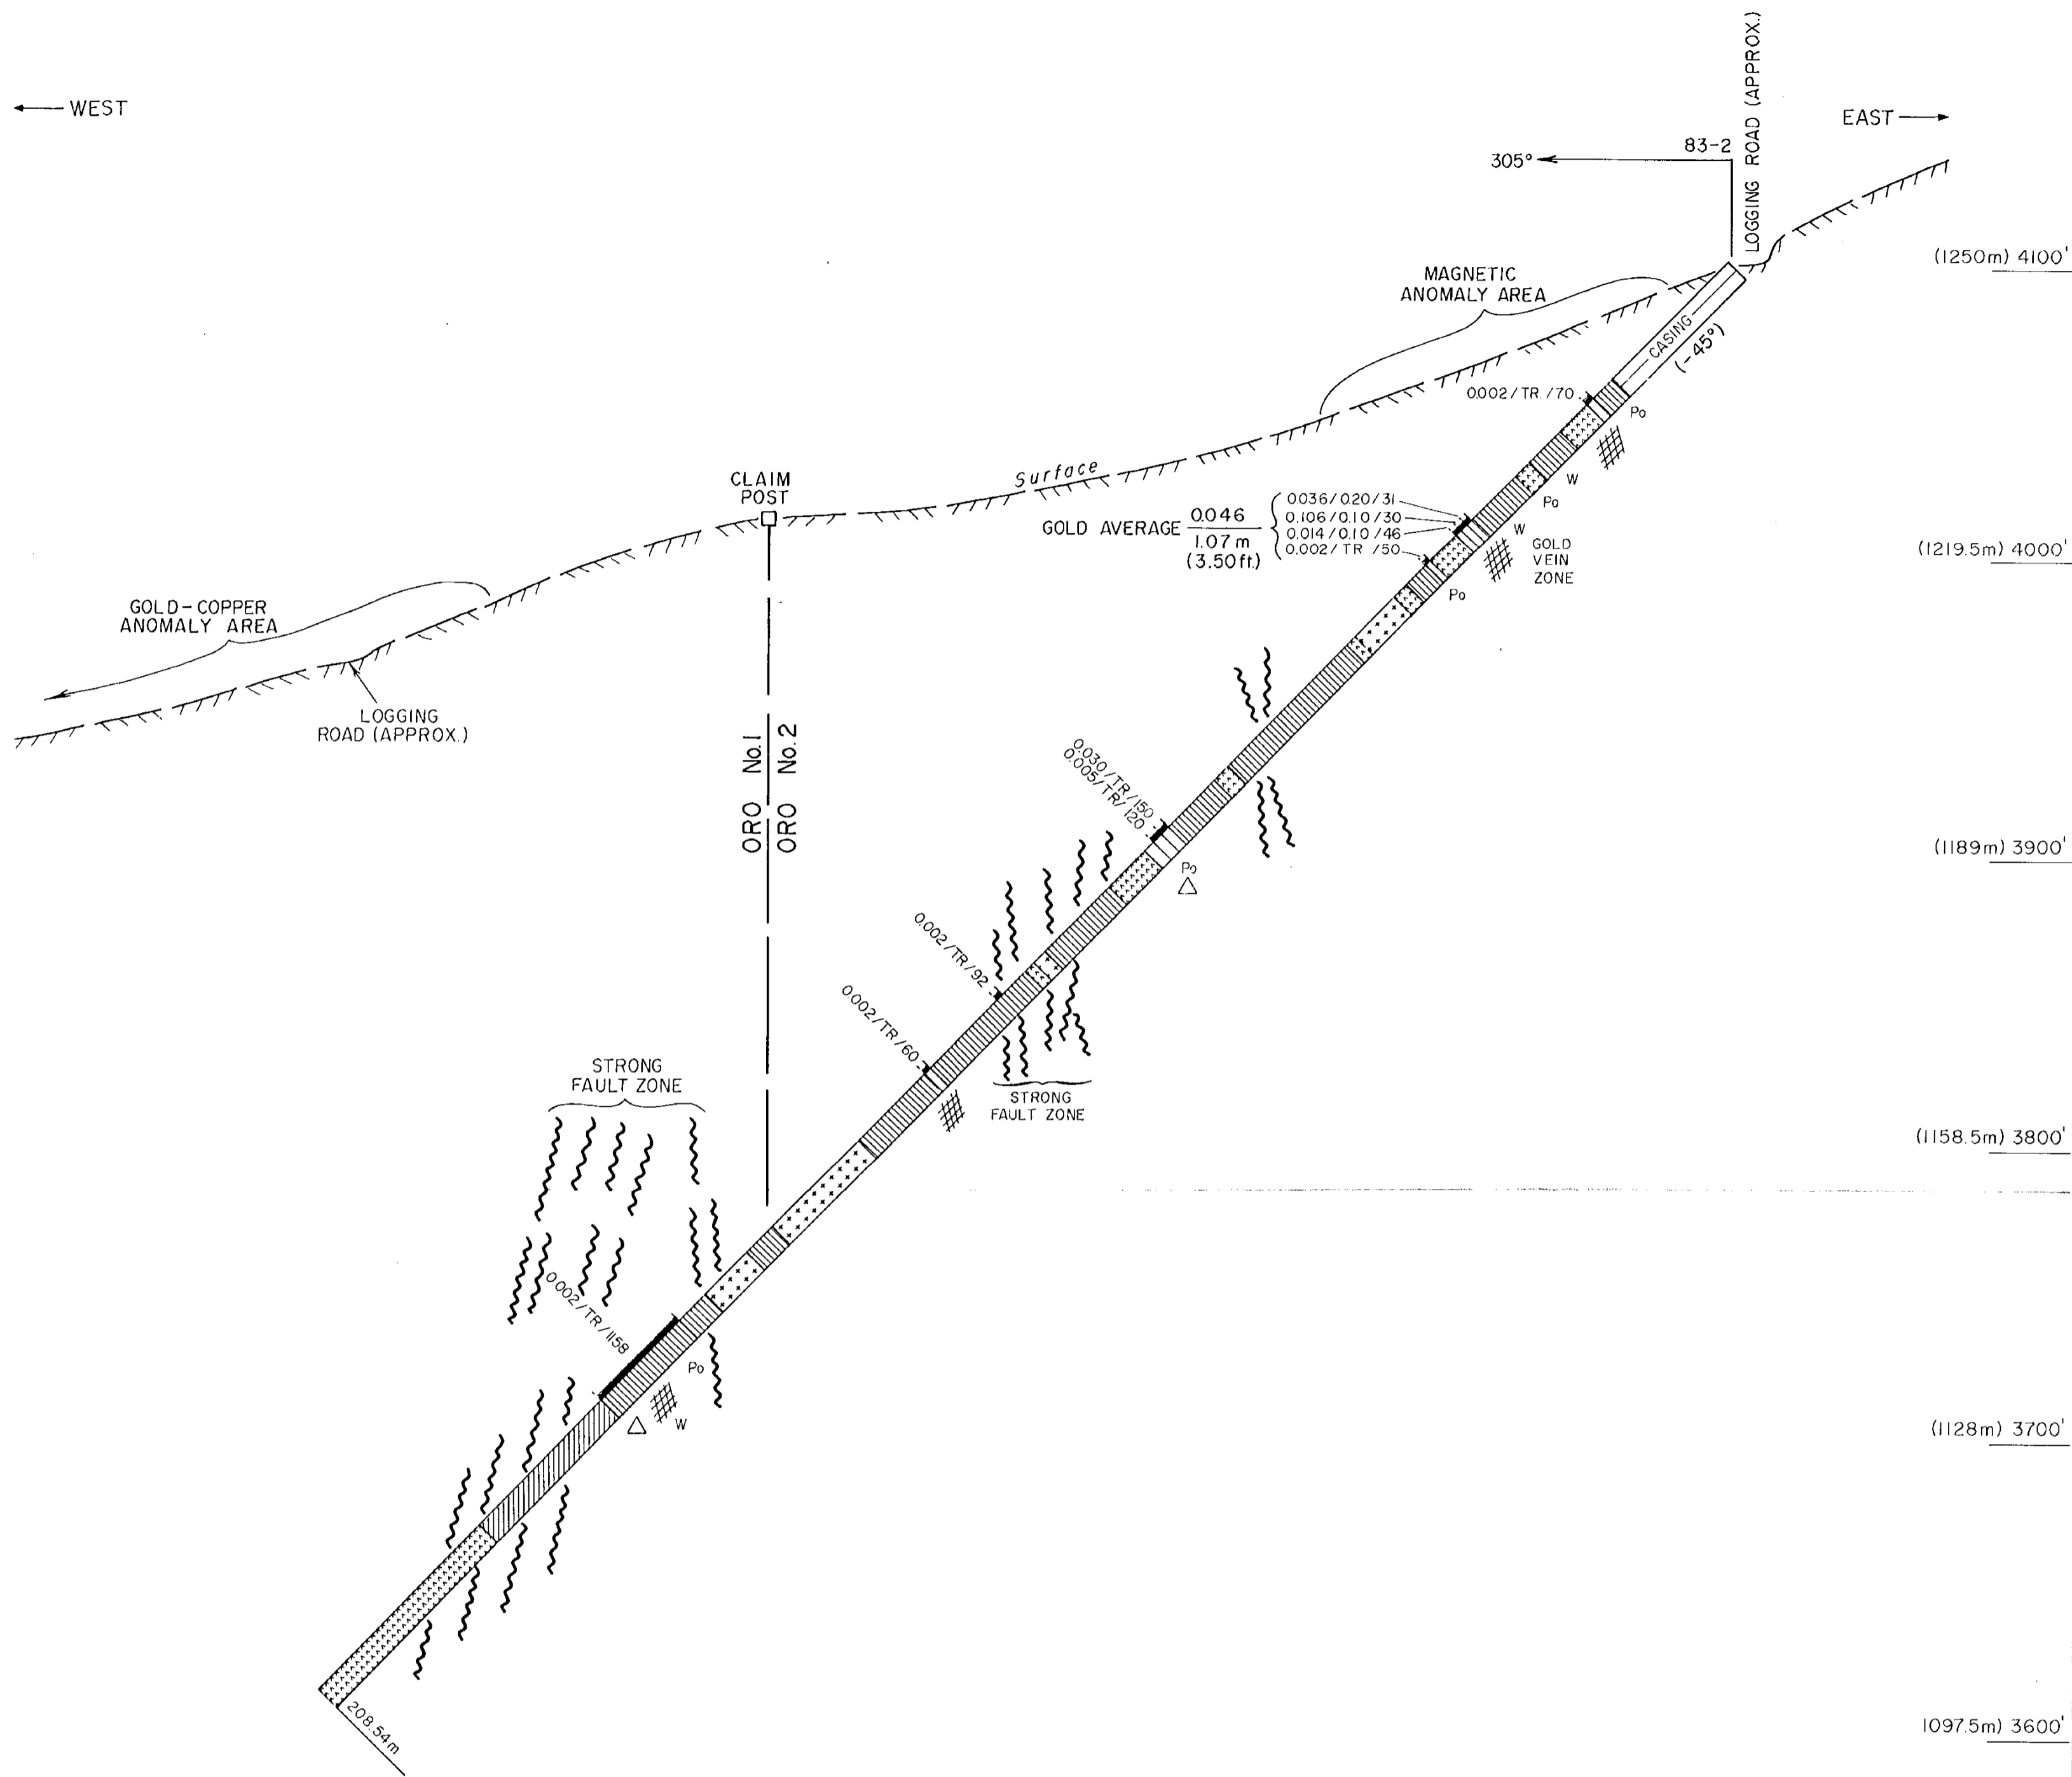 WEST
EAST
LOGGING ROAD (APPROX.)
83-2
305°
(1250m) 4100'
MAGNETIC
ANOMALY AREA
CASING
(-45°)
0.002/TR./70
Po
W
Po
W
Surface
CLAIM
POST
GOLD AVERAGE
0.046
1.07 m
(3.50 ft.)
0.036/0.20/31
0.106/0.10/30
0.014/0.10/46
0.002/TR/50
GOLD
VEIN
ZONE
(1219.5m) 4000'
Po
GOLD-COPPER
ANOMALY AREA
LOGGING
ROAD (APPROX.)
ORO No.1
ORO No.2
0.030/TR/150
0.005/TR/120
(1189m) 3900'
Po
0.002/TR/92
0.002/TR/60
STRONG
FAULT ZONE
STRONG
FAULT ZONE
(1158.5m) 3800'
0.002/TR/1158
Po
W
(1128m) 3700'
208.54m
1097.5m) 3600'